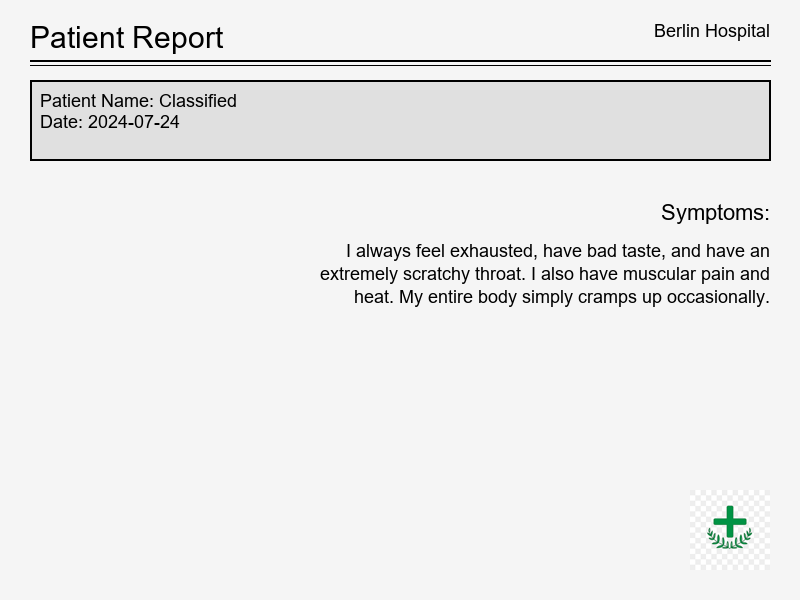 Patient Report
Berlin Hospital
Patient Name: Classified
Date: 2024-07-24
Symptoms:
I always feel exhausted, have bad taste, and have an
extremely scratchy throat. I also have muscular pain and
heat. My entire body simply cramps up occasionally.